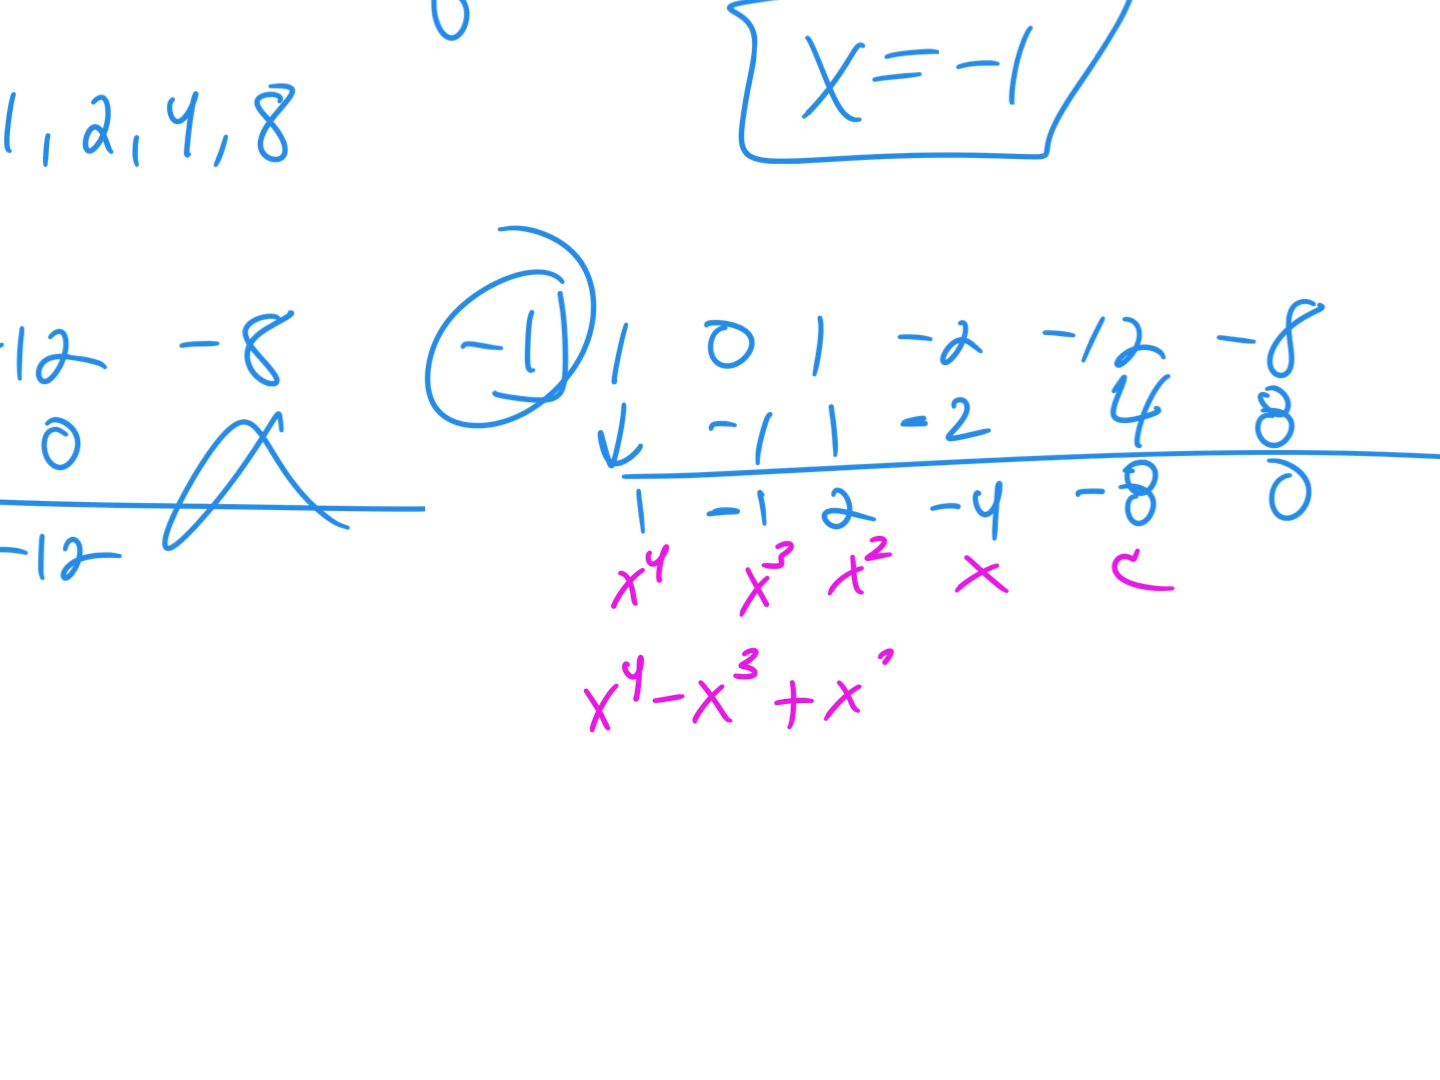 0
x = -1
1, 2, 4, 8
-12 -8
0
-12
-1 1 0 1 -2 -12 -8
-1 1 -2 4 8
1 -1 2 -4 -8 0
x⁴ x³ x² x c
x⁴ - x³ + x